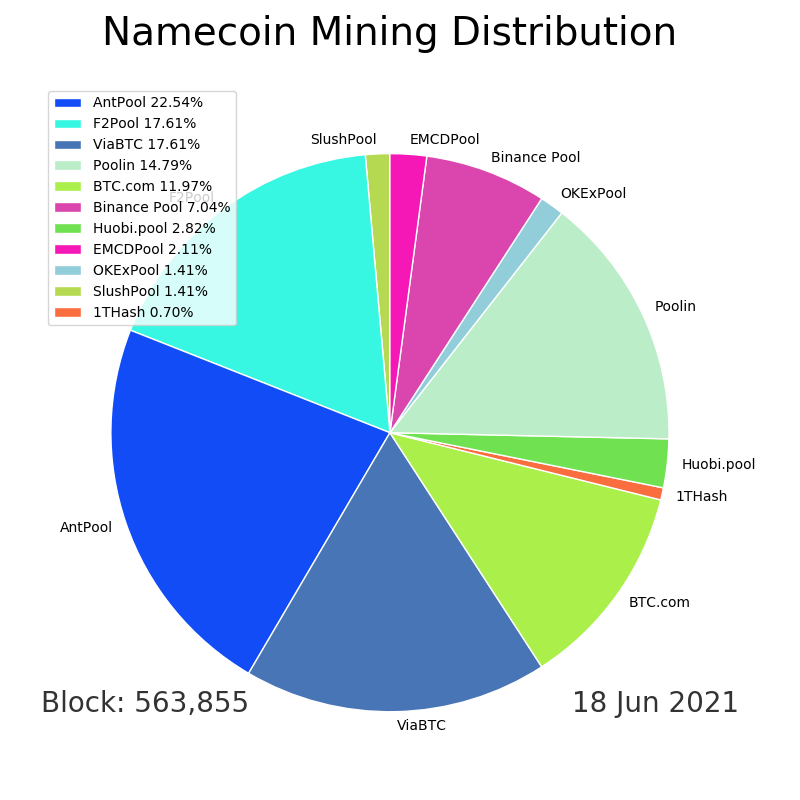 Namecoin Mining Distribution
AntPool 22.54%
F2Pool 17.61%
ViaBTC 17.61%
Poolin 14.79%
BTC.com 11.97%
Binance Pool 7.04%
Huobi.pool 2.82%
EMCDPool 2.11%
OKExPool 1.41%
SlushPool 1.41%
1THash 0.70%
F2Pool
SlushPool
EMCDPool
Binance Pool
OKExPool
Poolin
Huobi.pool
1THash
BTC.com
ViaBTC
AntPool
Block: 563,855
18 Jun 2021